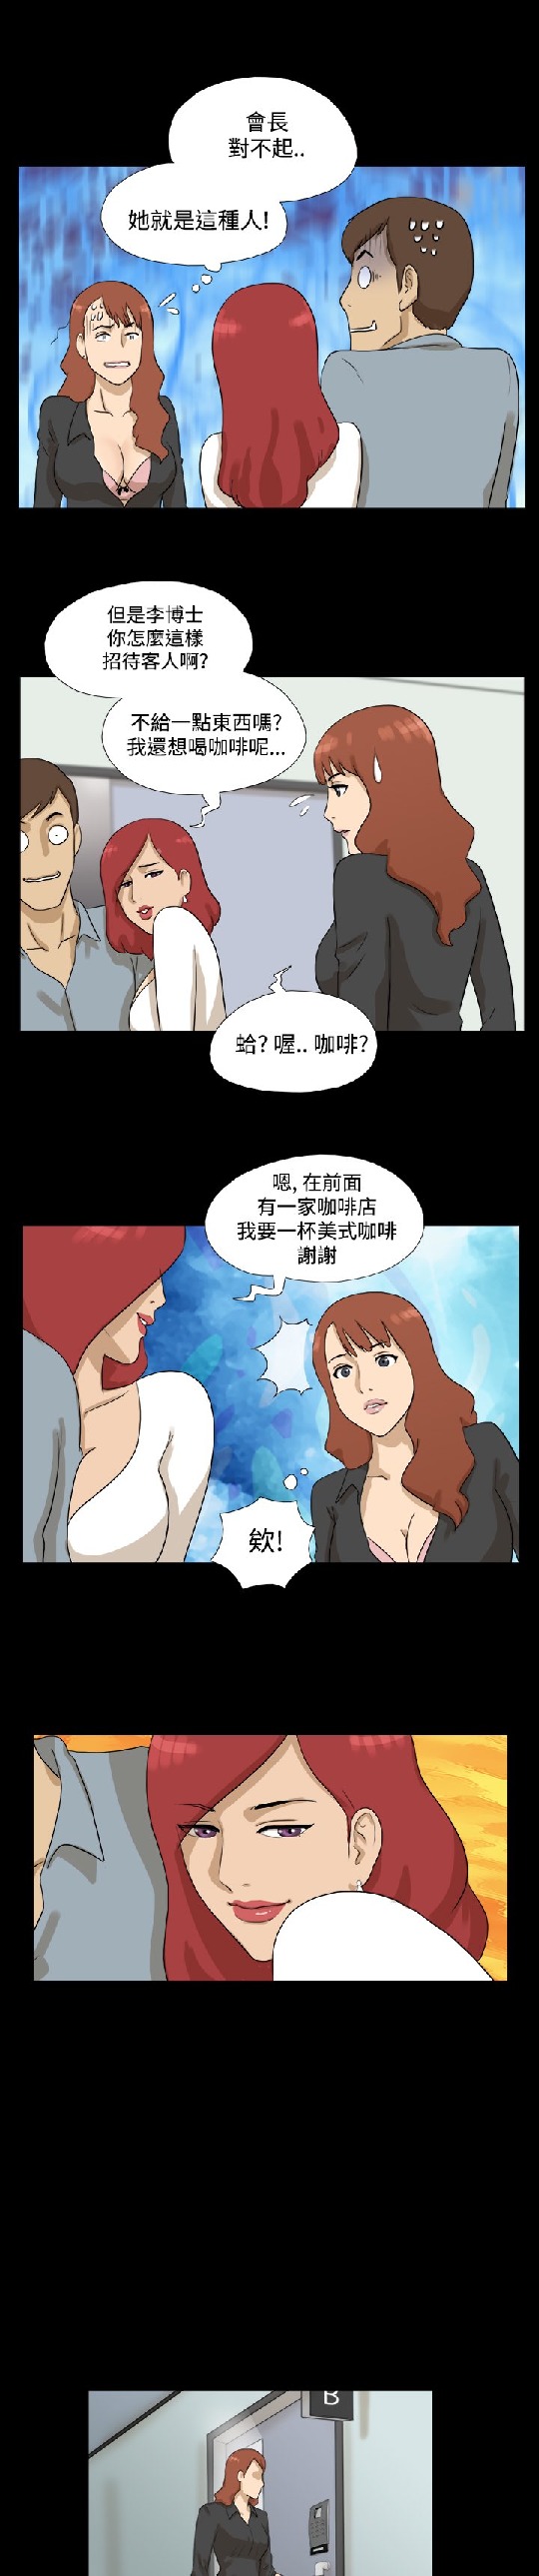 會長
對不起..
她就是這種人!
但是李博士
你怎麼這樣
招待客人啊?
不給一點東西嗎?
我還想喝咖啡呢...
蛤? 喔.. 咖啡?
嗯, 在前面
有一家咖啡店
我要一杯美式咖啡
謝謝
欸!
B